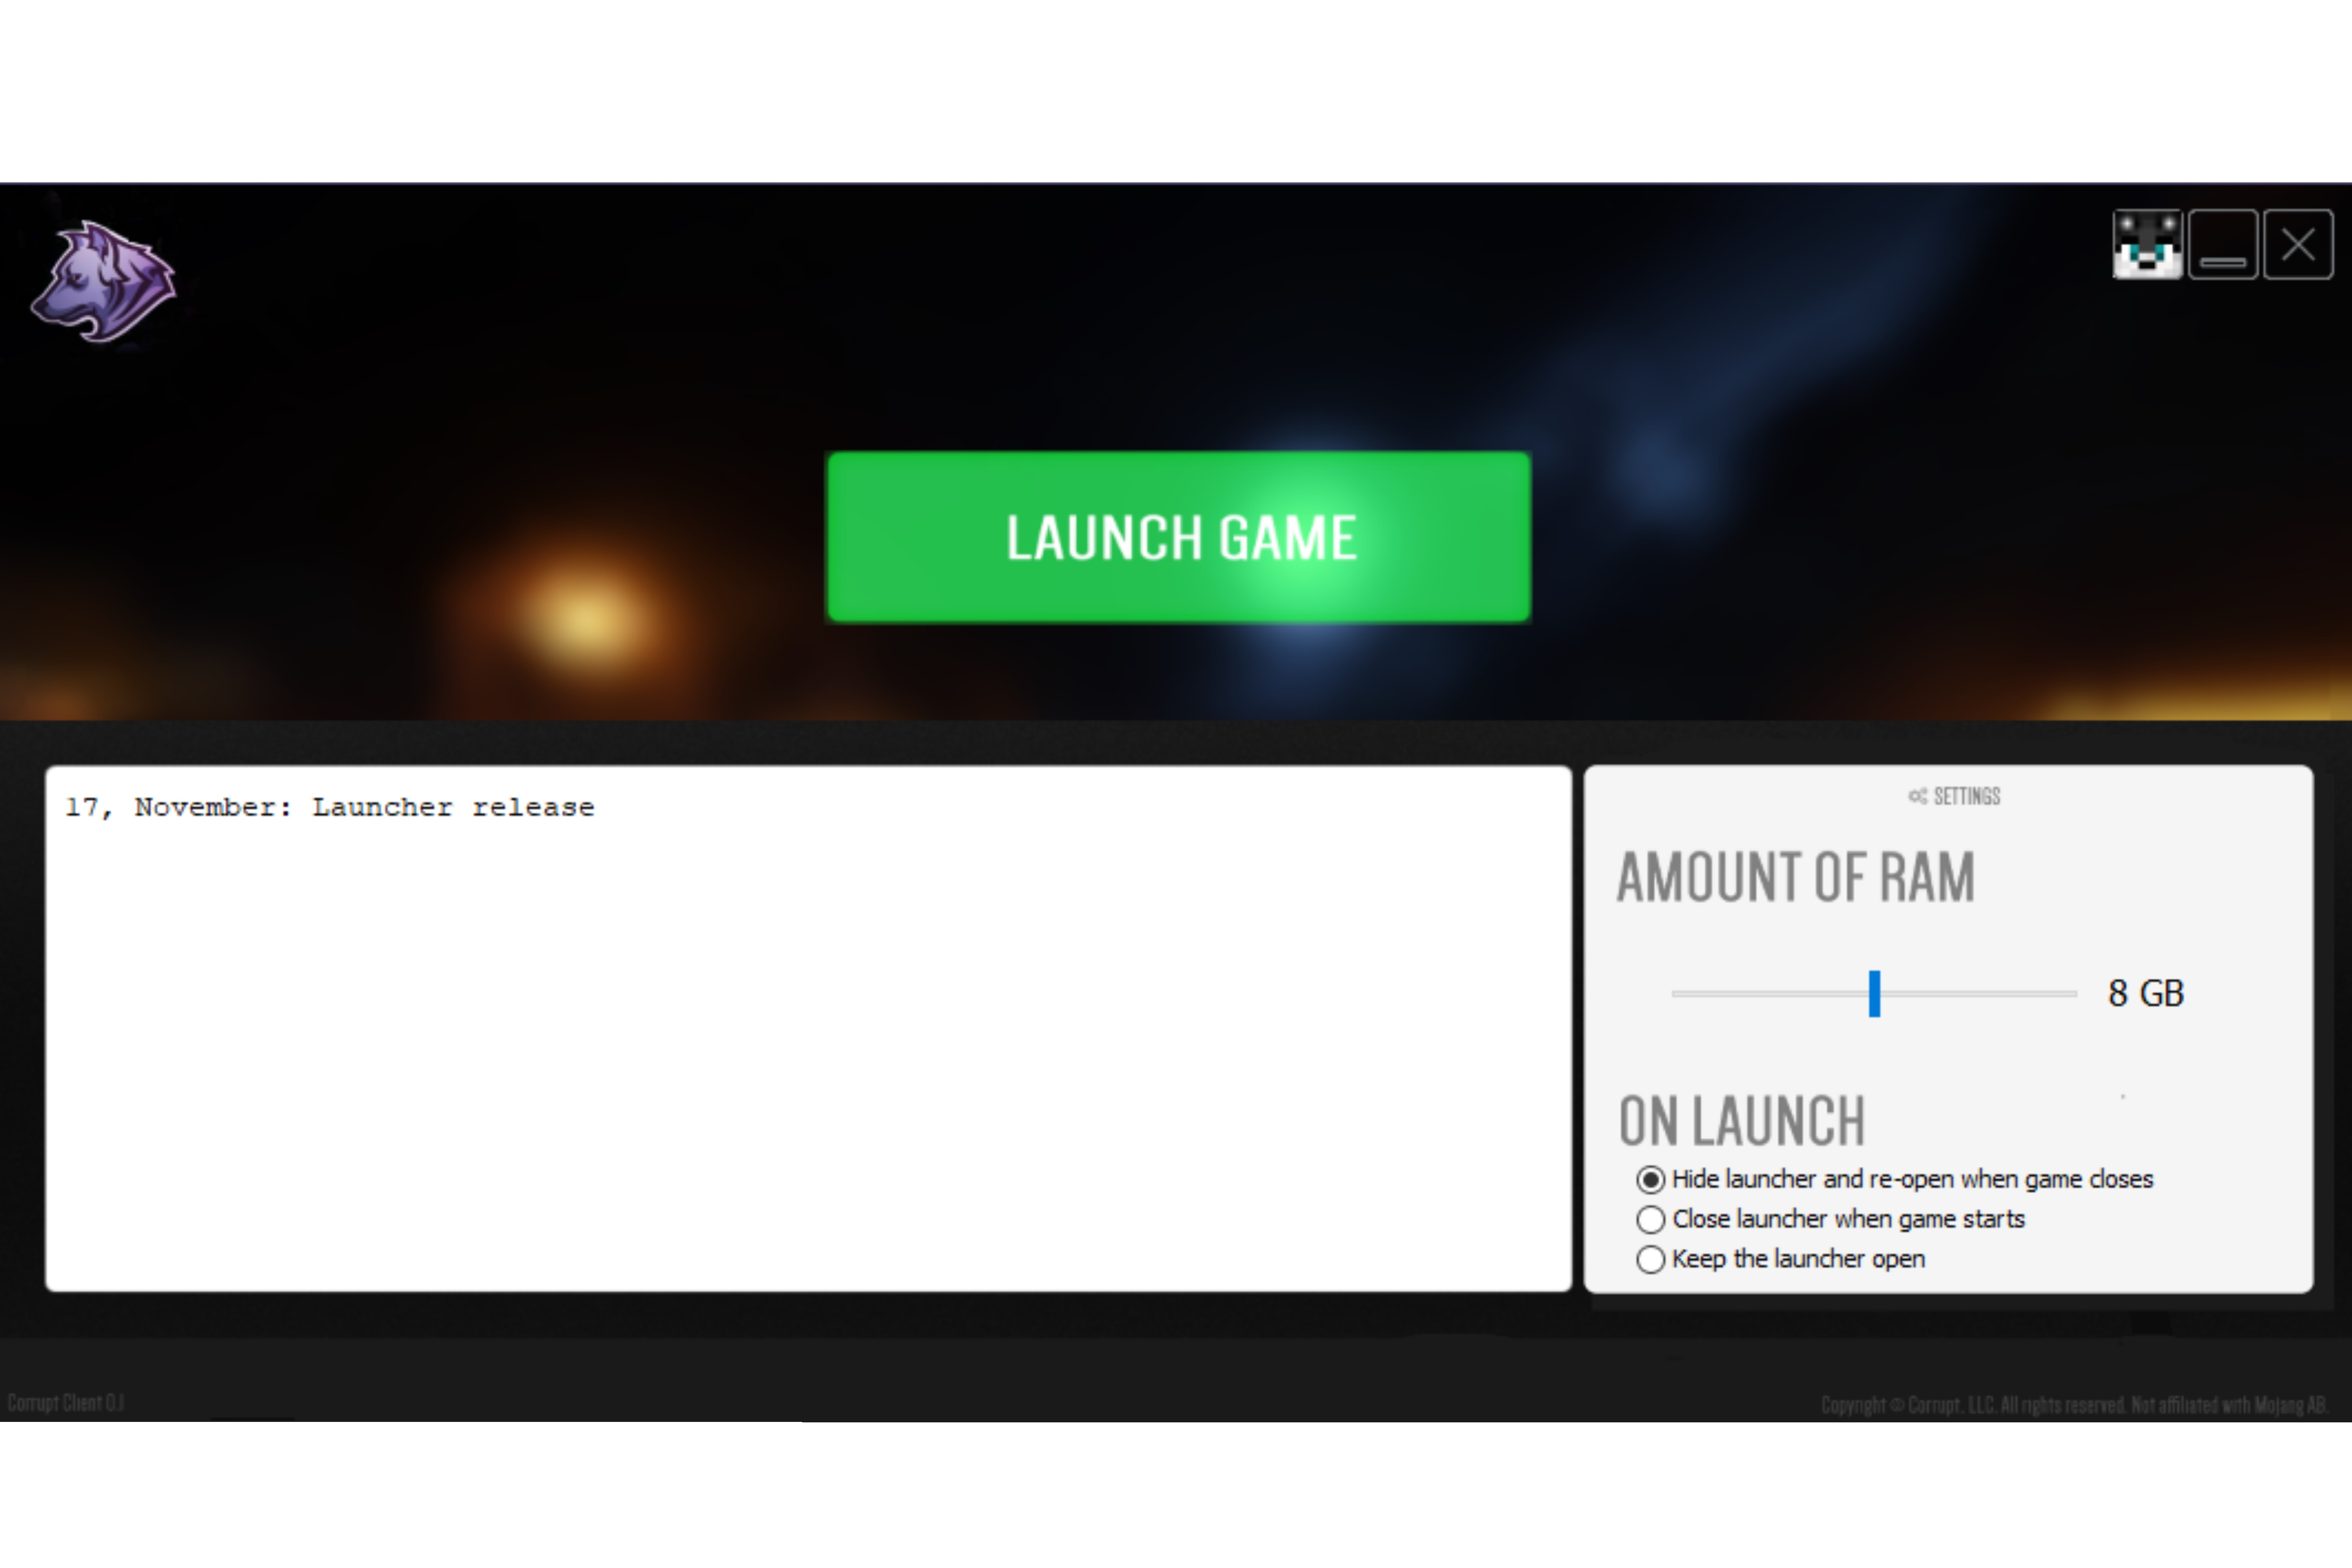 LAUNCH GAME
17, November: Launcher release
SETTINGS
AMOUNT OF RAM
8 GB
ON LAUNCH
Hide launcher and re-open when game closes
Close launcher when game starts
Keep the launcher open
Corrupt Client 0.1
Copyright © Corrupt, LLC. All rights reserved. Not affiliated with Mojang AB.